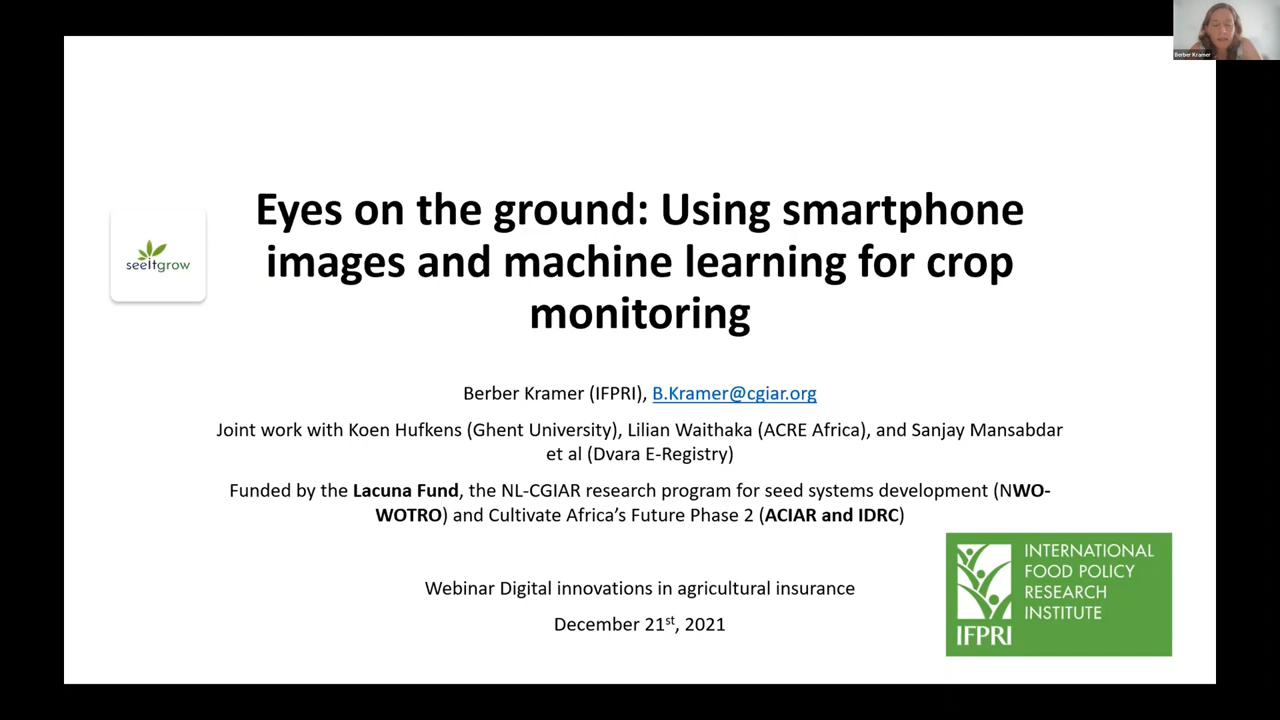 Berber Kramer
Eyes on the ground: Using smartphone
images and machine learning for crop
monitoring
seeItgrow
Berber Kramer (IFPRI), B.Kramer@cgiar.org
Joint work with Koen Hufkens (Ghent University), Lilian Waithaka (ACRE Africa), and Sanjay Mansabdar
et al (Dvara E-Registry)
Funded by the Lacuna Fund, the NL-CGIAR research program for seed systems development (NWO-
WOTRO) and Cultivate Africa’s Future Phase 2 (ACIAR and IDRC)
Webinar Digital innovations in agricultural insurance
December 21st, 2021
INTERNATIONAL
FOOD POLICY
RESEARCH
INSTITUTE
IFPRI